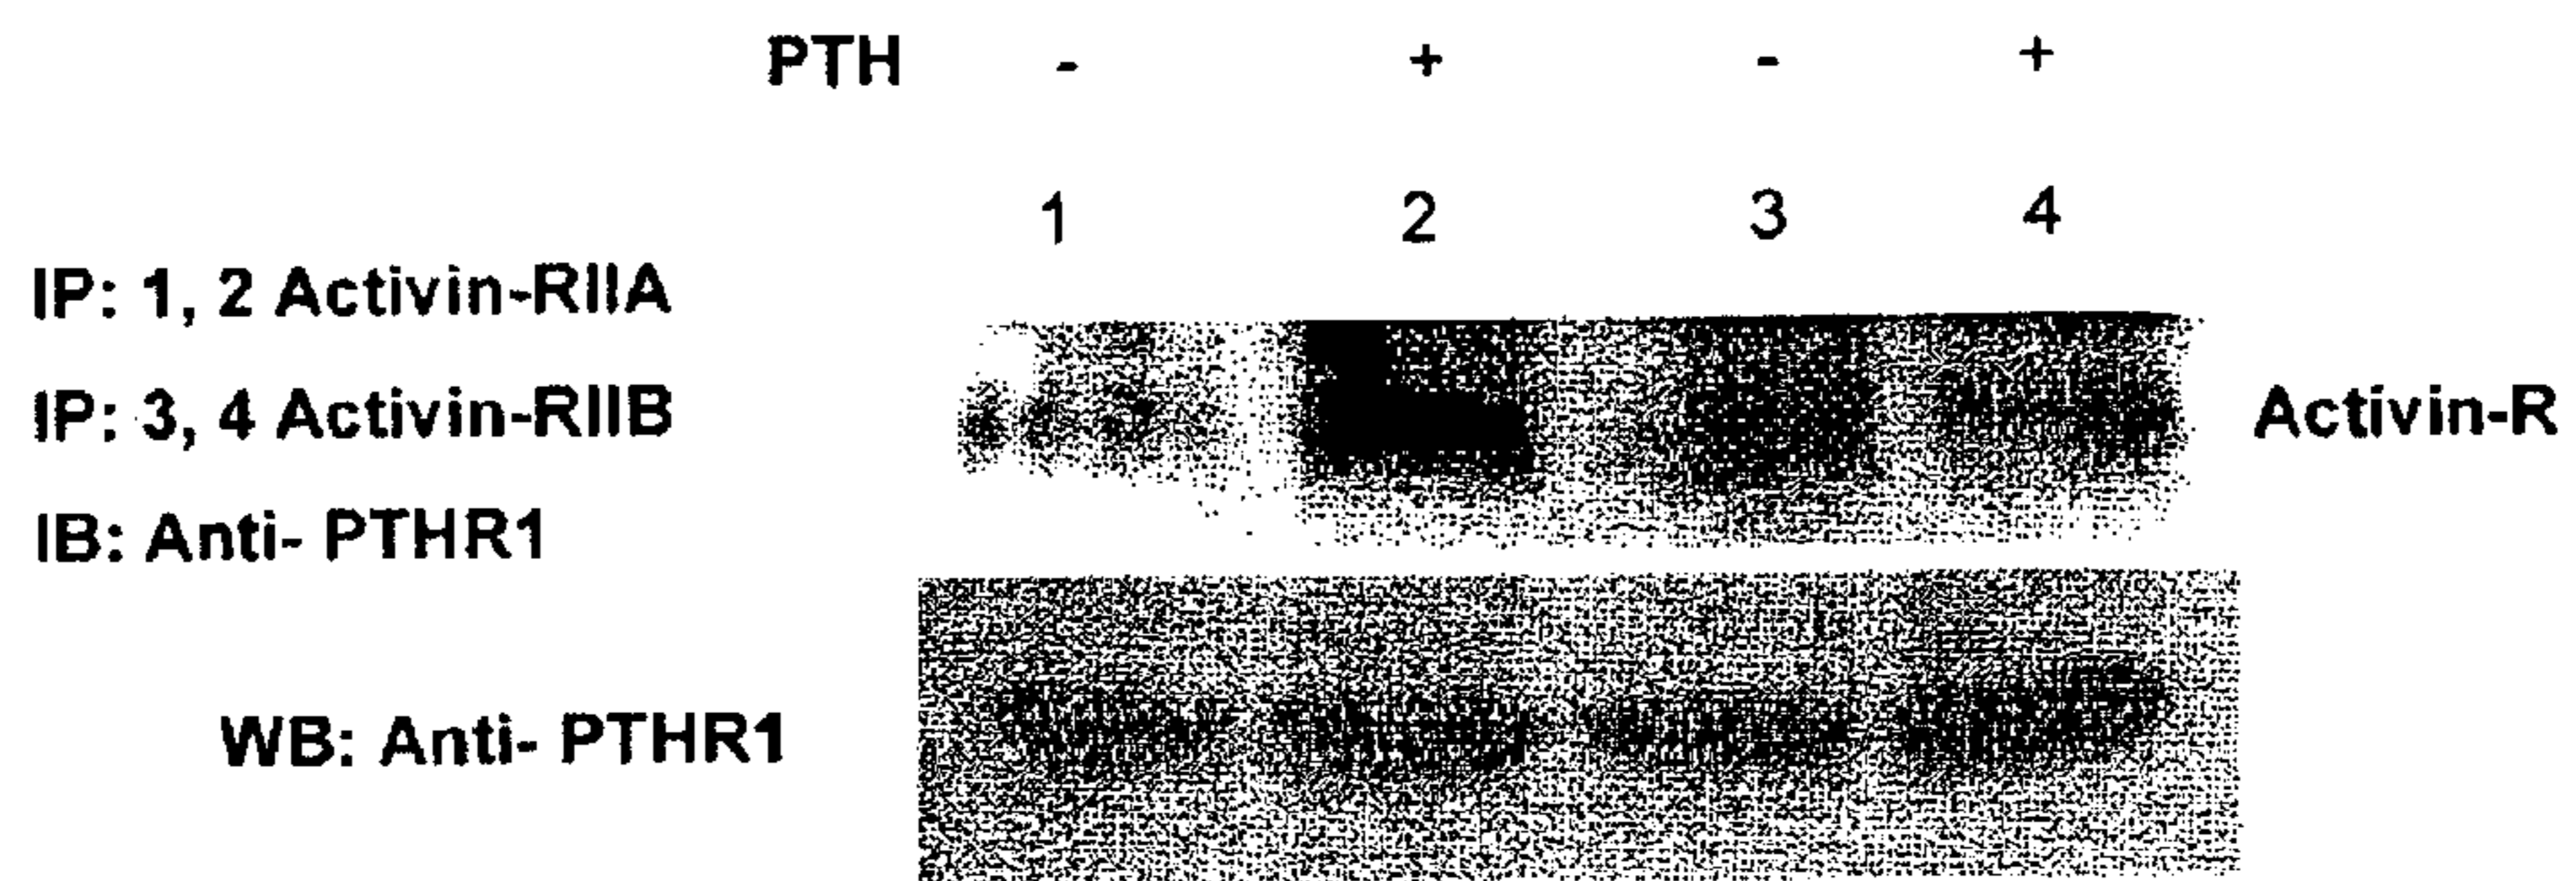 PTH - + - +
1 2 3 4
IP: 1, 2 Activin-RIIA
IP: 3, 4 Activin-RIIB
Activin-R
IB: Anti- PTHR1
WB: Anti- PTHR1